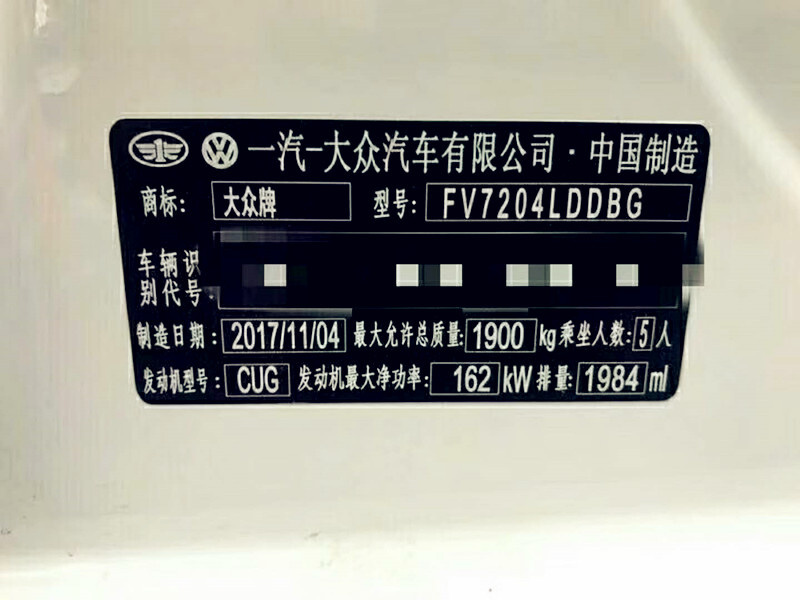 一汽-大众汽车有限公司·中国制造
商标: 大众牌 型号: FV7204LDDBG
车辆识
别代号:
制造日期: 2017/11/04 最大允许总质量: 1900 kg 乘坐人数: 5 人
发动机型号: CUG 发动机最大净功率: 162 kW 排量: 1984 ml